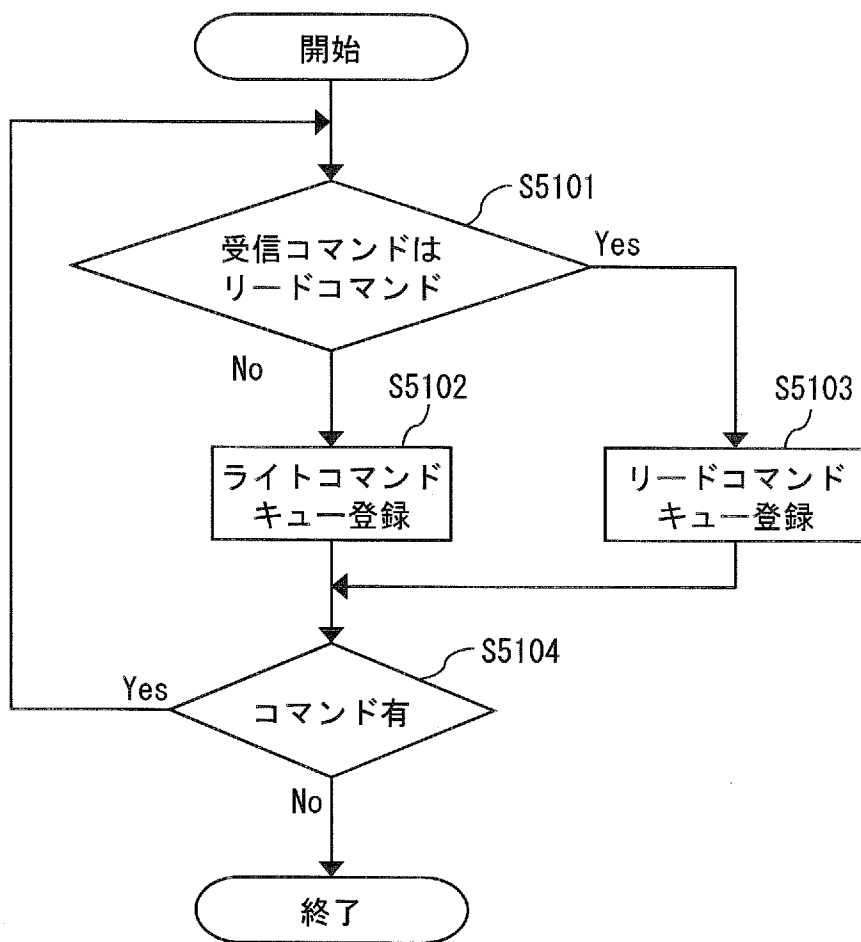 開始
S5101
受信コマンドは
リードコマンド
Yes
No
S5102
S5103
ライトコマンド
キュー登録
リードコマンド
キュー登録
S5104
Yes
コマンド有
No
終了